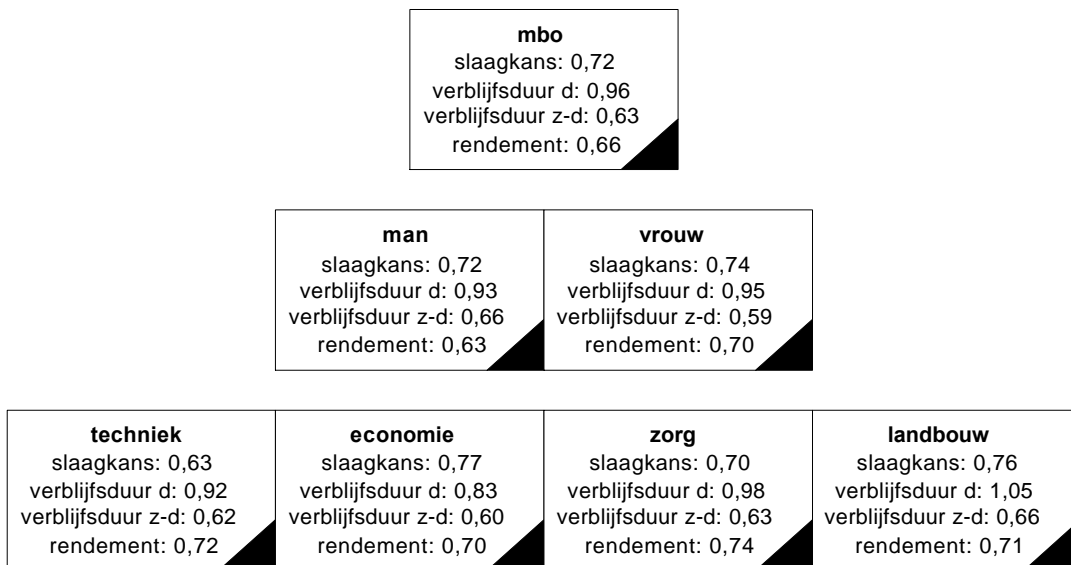 mbo
slaagkans: 0,72
verblijfsduur d: 0,96
verblijfsduur z-d: 0,63
rendement: 0,66
man
slaagkans: 0,72
verblijfsduur d: 0,93
verblijfsduur z-d: 0,66
rendement: 0,63
vrouw
slaagkans: 0,74
verblijfsduur d: 0,95
verblijfsduur z-d: 0,59
rendement: 0,70
techniek
slaagkans: 0,63
verblijfsduur d: 0,92
verblijfsduur z-d: 0,62
rendement: 0,72
economie
slaagkans: 0,77
verblijfsduur d: 0,83
verblijfsduur z-d: 0,60
rendement: 0,70
zorg
slaagkans: 0,70
verblijfsduur d: 0,98
verblijfsduur z-d: 0,63
rendement: 0,74
landbouw
slaagkans: 0,76
verblijfsduur d: 1,05
verblijfsduur z-d: 0,66
rendement: 0,71